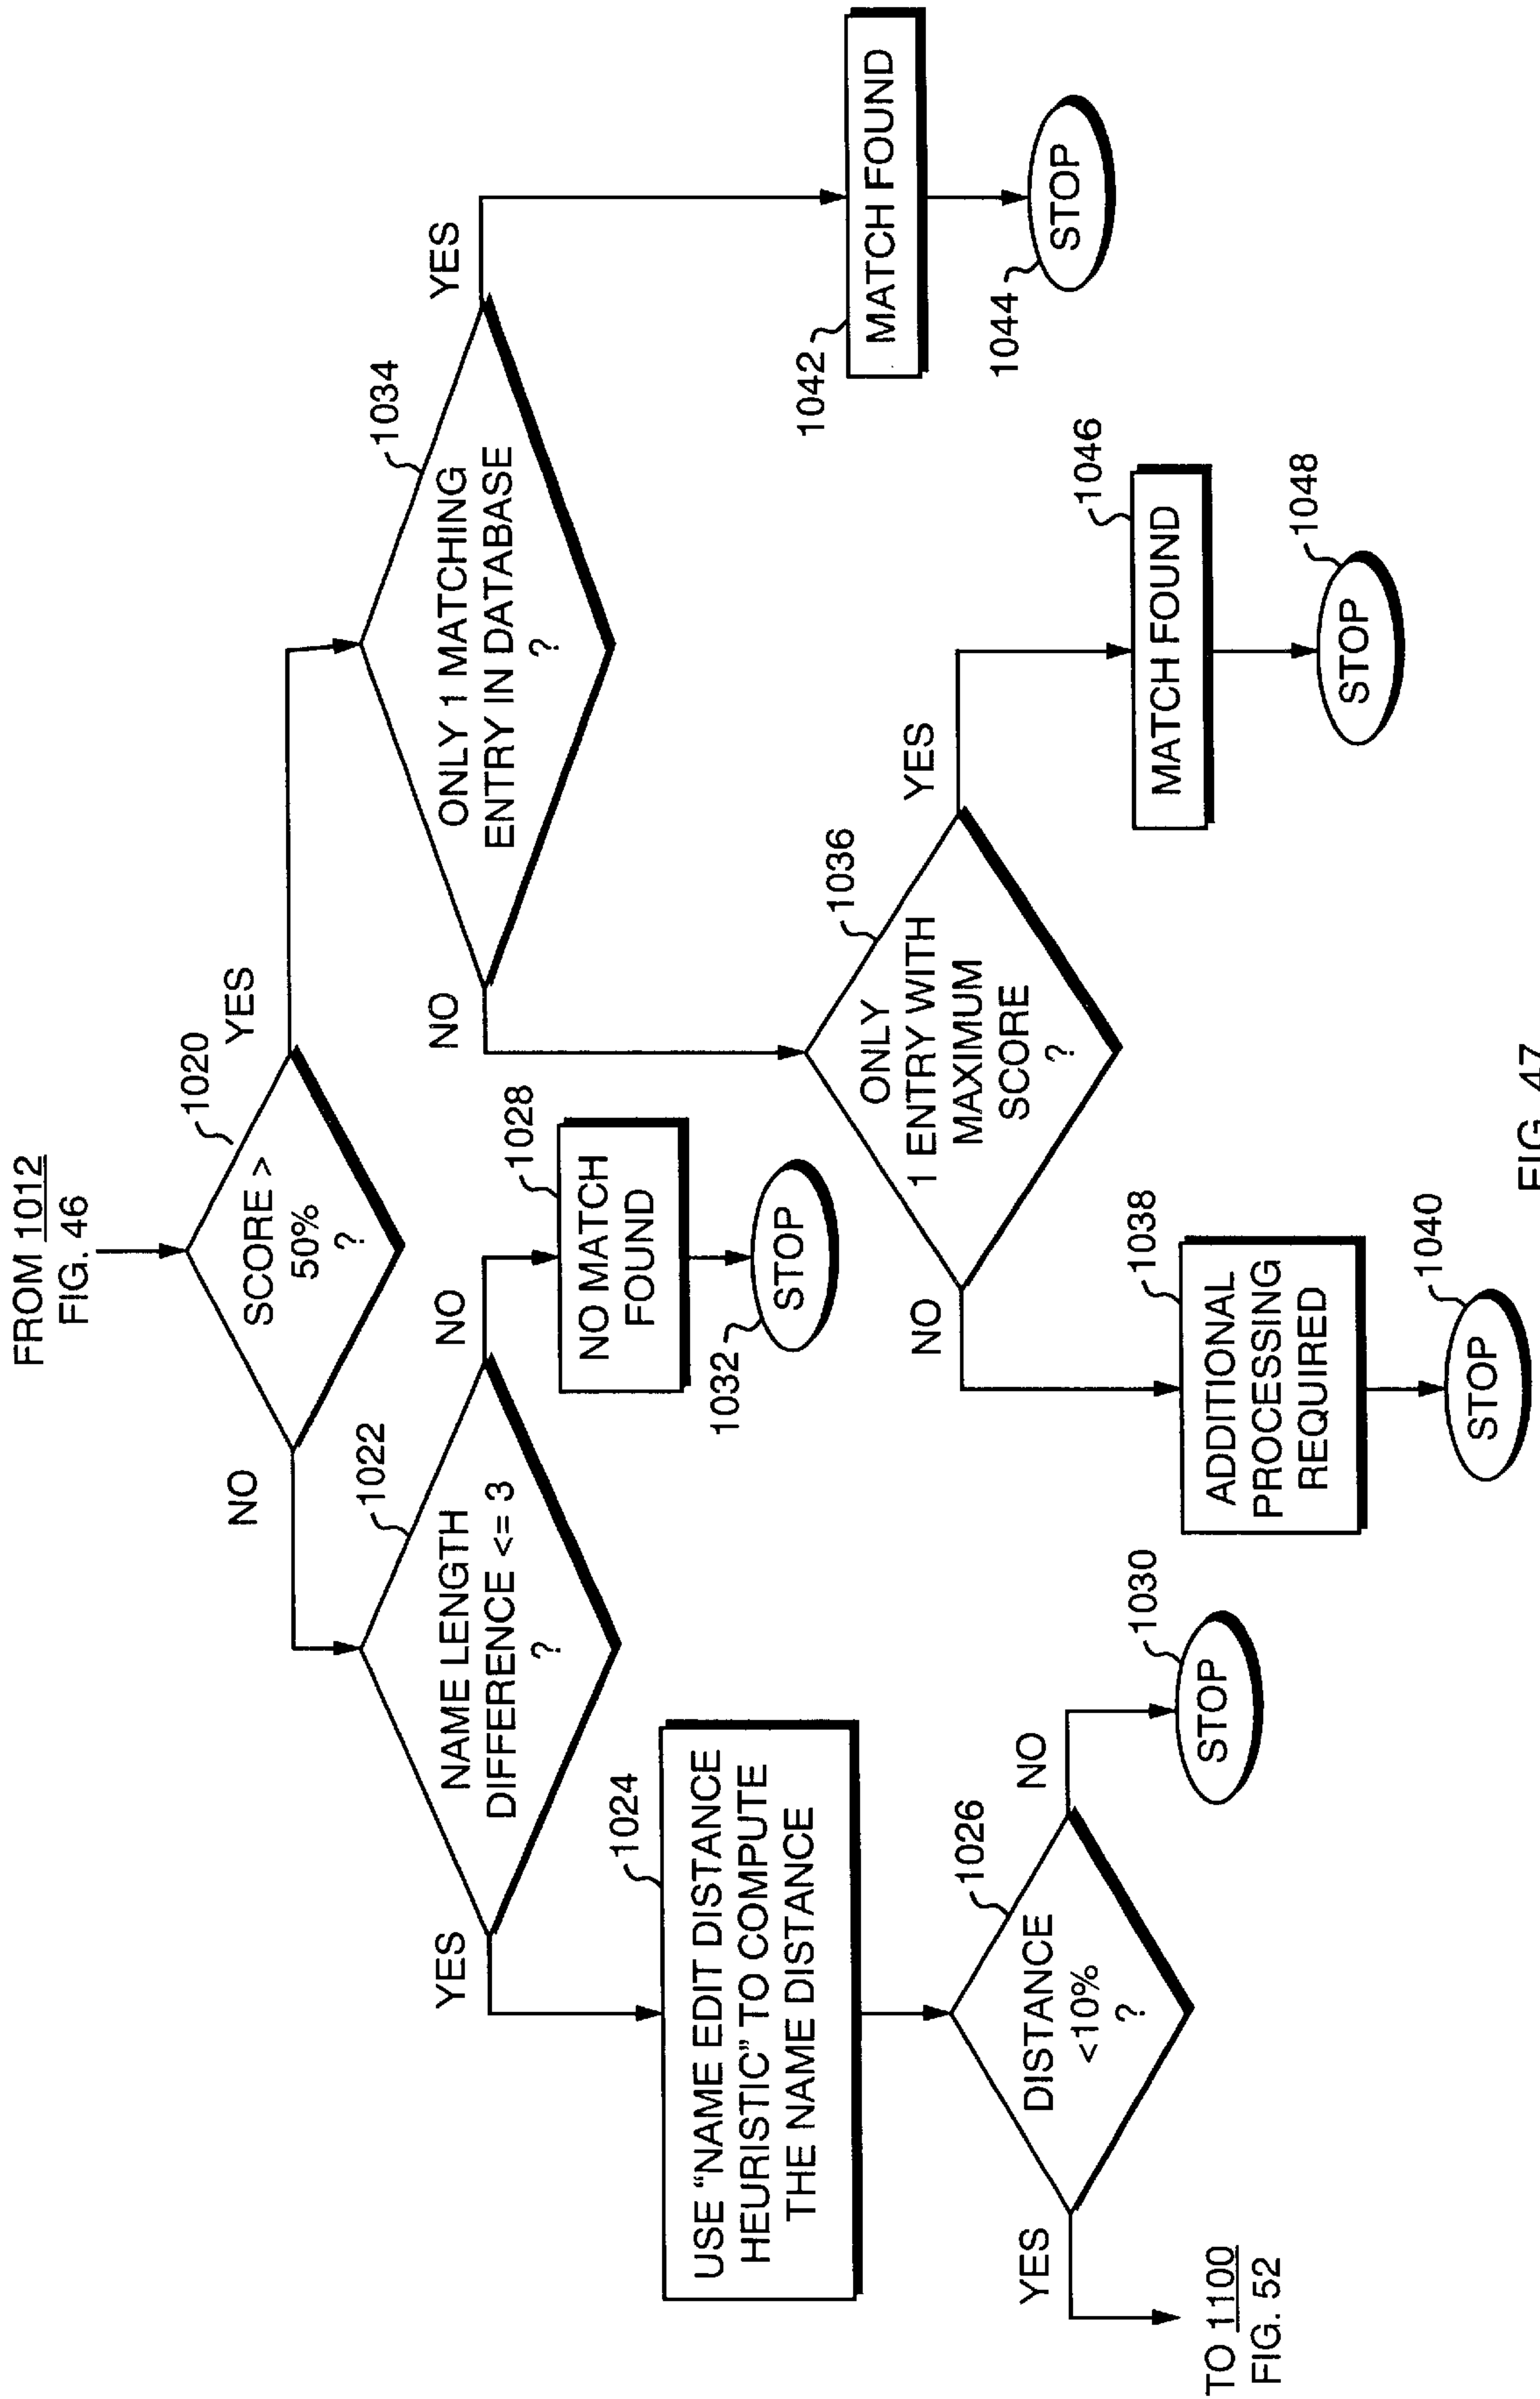 FROM 1012
FIG. 46
1020
SCORE >
50%
?
NO
YES
1022
NAME LENGTH
DIFFERENCE <= 3
?
1034
ONLY 1 MATCHING
ENTRY IN DATABASE
?
YES
NO
NO
YES
1024
USE “NAME EDIT DISTANCE
HEURISTIC” TO COMPUTE
THE NAME DISTANCE
1028
NO MATCH
FOUND
1032
STOP
1036
ONLY
1 ENTRY WITH
MAXIMUM
SCORE
?
1042
MATCH FOUND
1044
STOP
1026
DISTANCE
<10%
?
YES
NO
NO
YES
1030
STOP
1038
ADDITIONAL
PROCESSING
REQUIRED
1040
STOP
1046
MATCH FOUND
1048
STOP
TO 1100
FIG. 52
FIG. 47